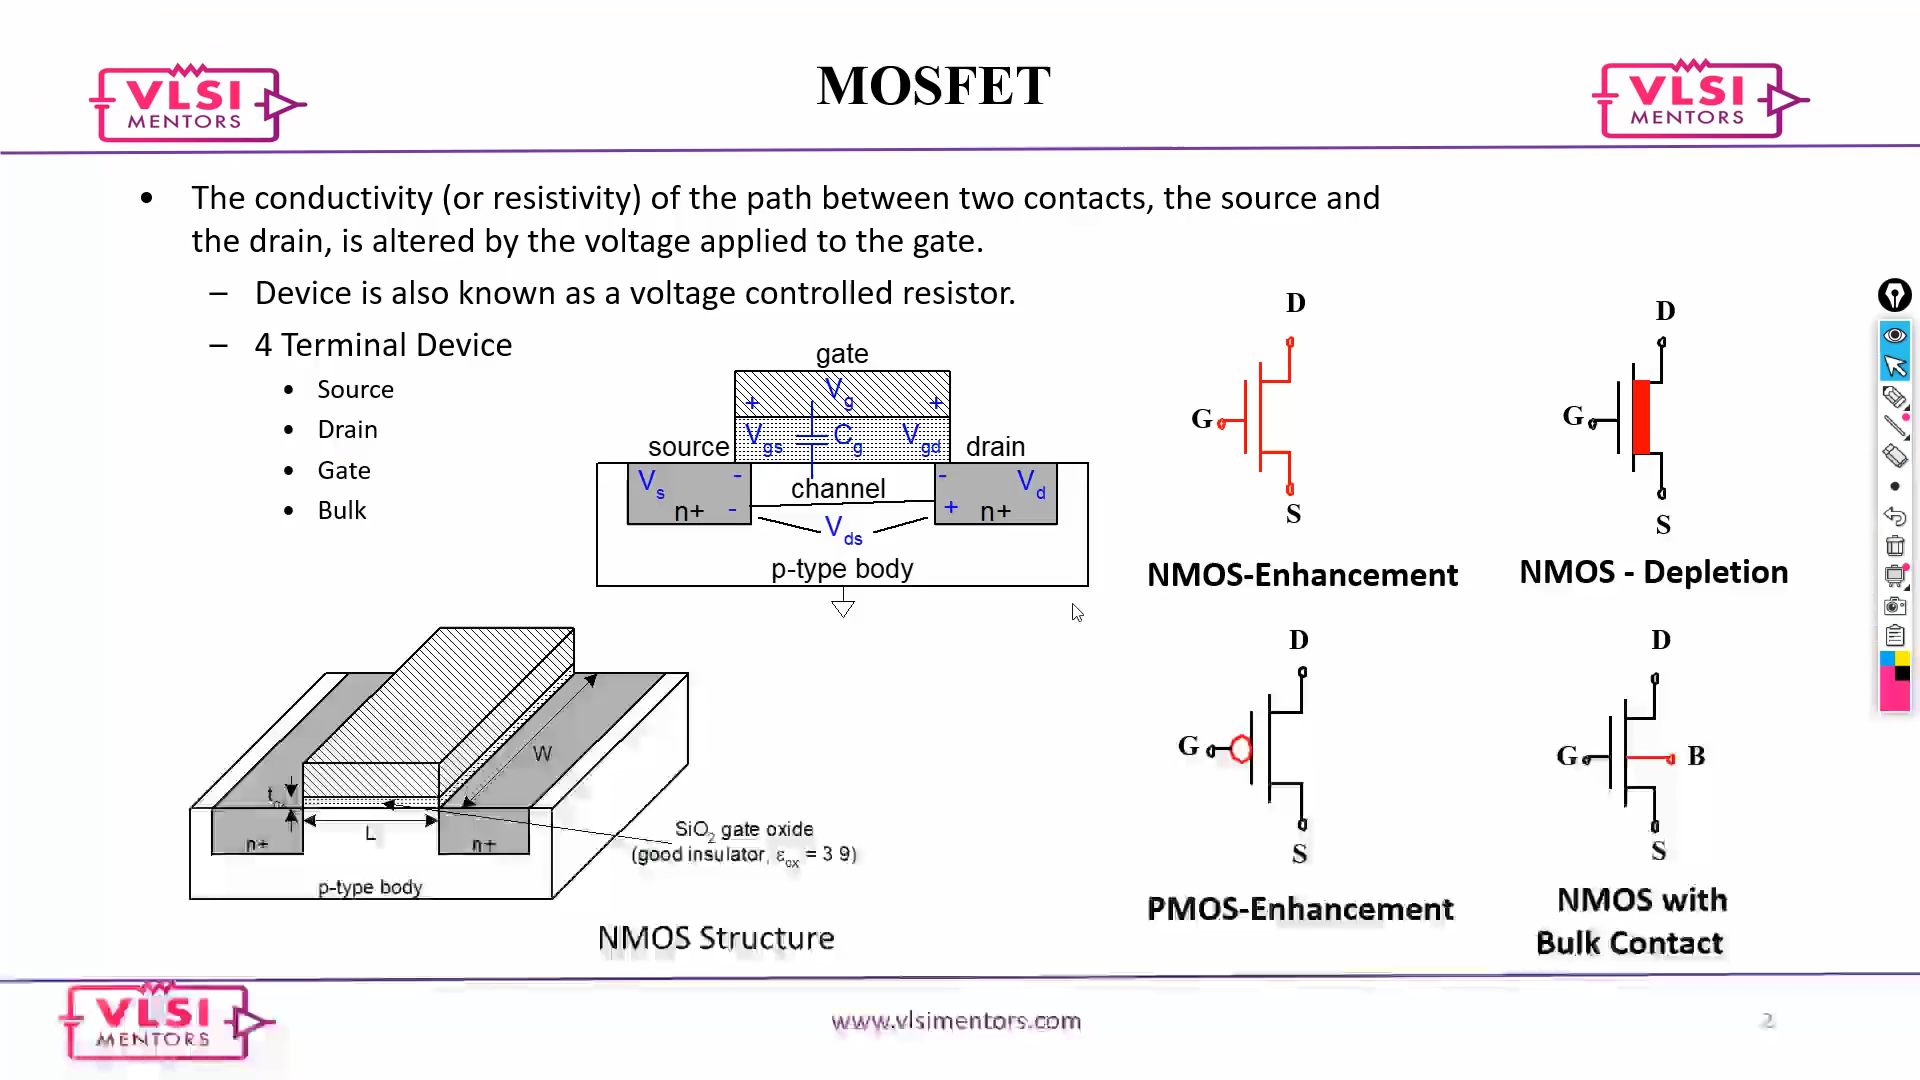 VLSI
MENTORS
MOSFET
VLSI
MENTORS
• The conductivity (or resistivity) of the path between two contacts, the source and
the drain, is altered by the voltage applied to the gate.
– Device is also known as a voltage controlled resistor.
– 4 Terminal Device
• Source
• Drain
• Gate
• Bulk
gate
Vg
+ +
Vgs Cg Vgd
source drain
Vs - - Vd
channel
n+ - + n+
Vds
p-type body
D
G
S
NMOS-Enhancement
D
G
S
NMOS - Depletion
W
L
n+ n+
p-type body
SiO2 gate oxide
(good insulator, εox = 3 9)
NMOS Structure
D
G
S
PMOS-Enhancement
D
G B
S
NMOS with
Bulk Contact
VLSI
MENTORS
www.vlsimentors.com
2